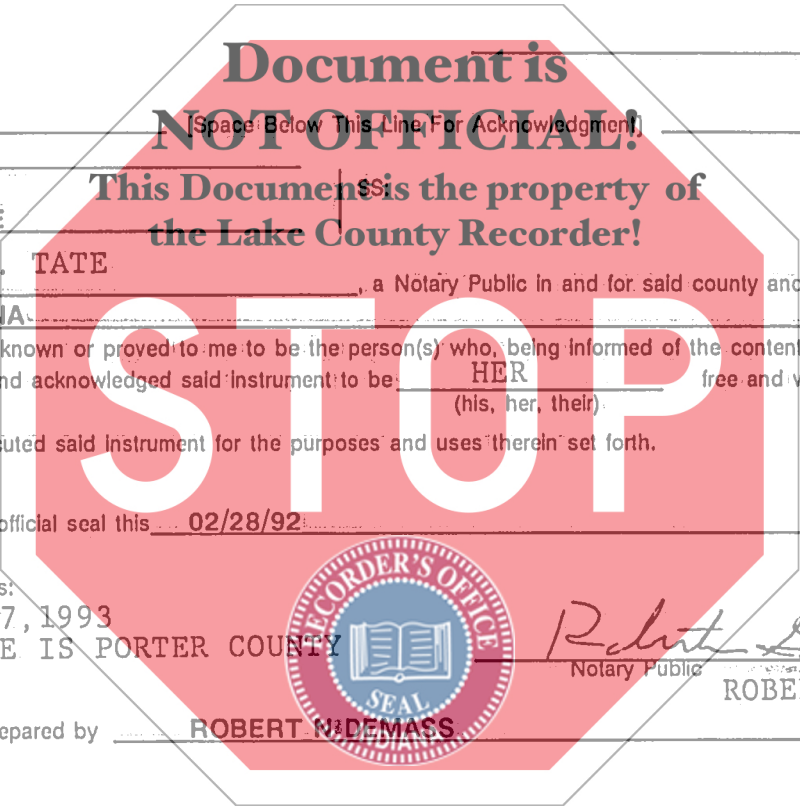 Document is
NOT OFFICIAL!
[Space Below This Line For Acknowledgment]
This Document is the property of
SS:
the Lake County Recorder!
. TATE
, a Notary Public in and for said county and
NA
known or proved to me to be the person(s) who, being informed of the content
nd acknowledged said instrument to be HER free and v
(his, her, their)
STOP
uted said instrument for the purposes and uses therein set forth.
official seal this 02/28/92
RECORDER'S OFFICE
s:
7,1993
E IS PORTER COUNTY
Notary Public
ROBE
SEAL
epared by ROBERT N DEMASS
INDIANA